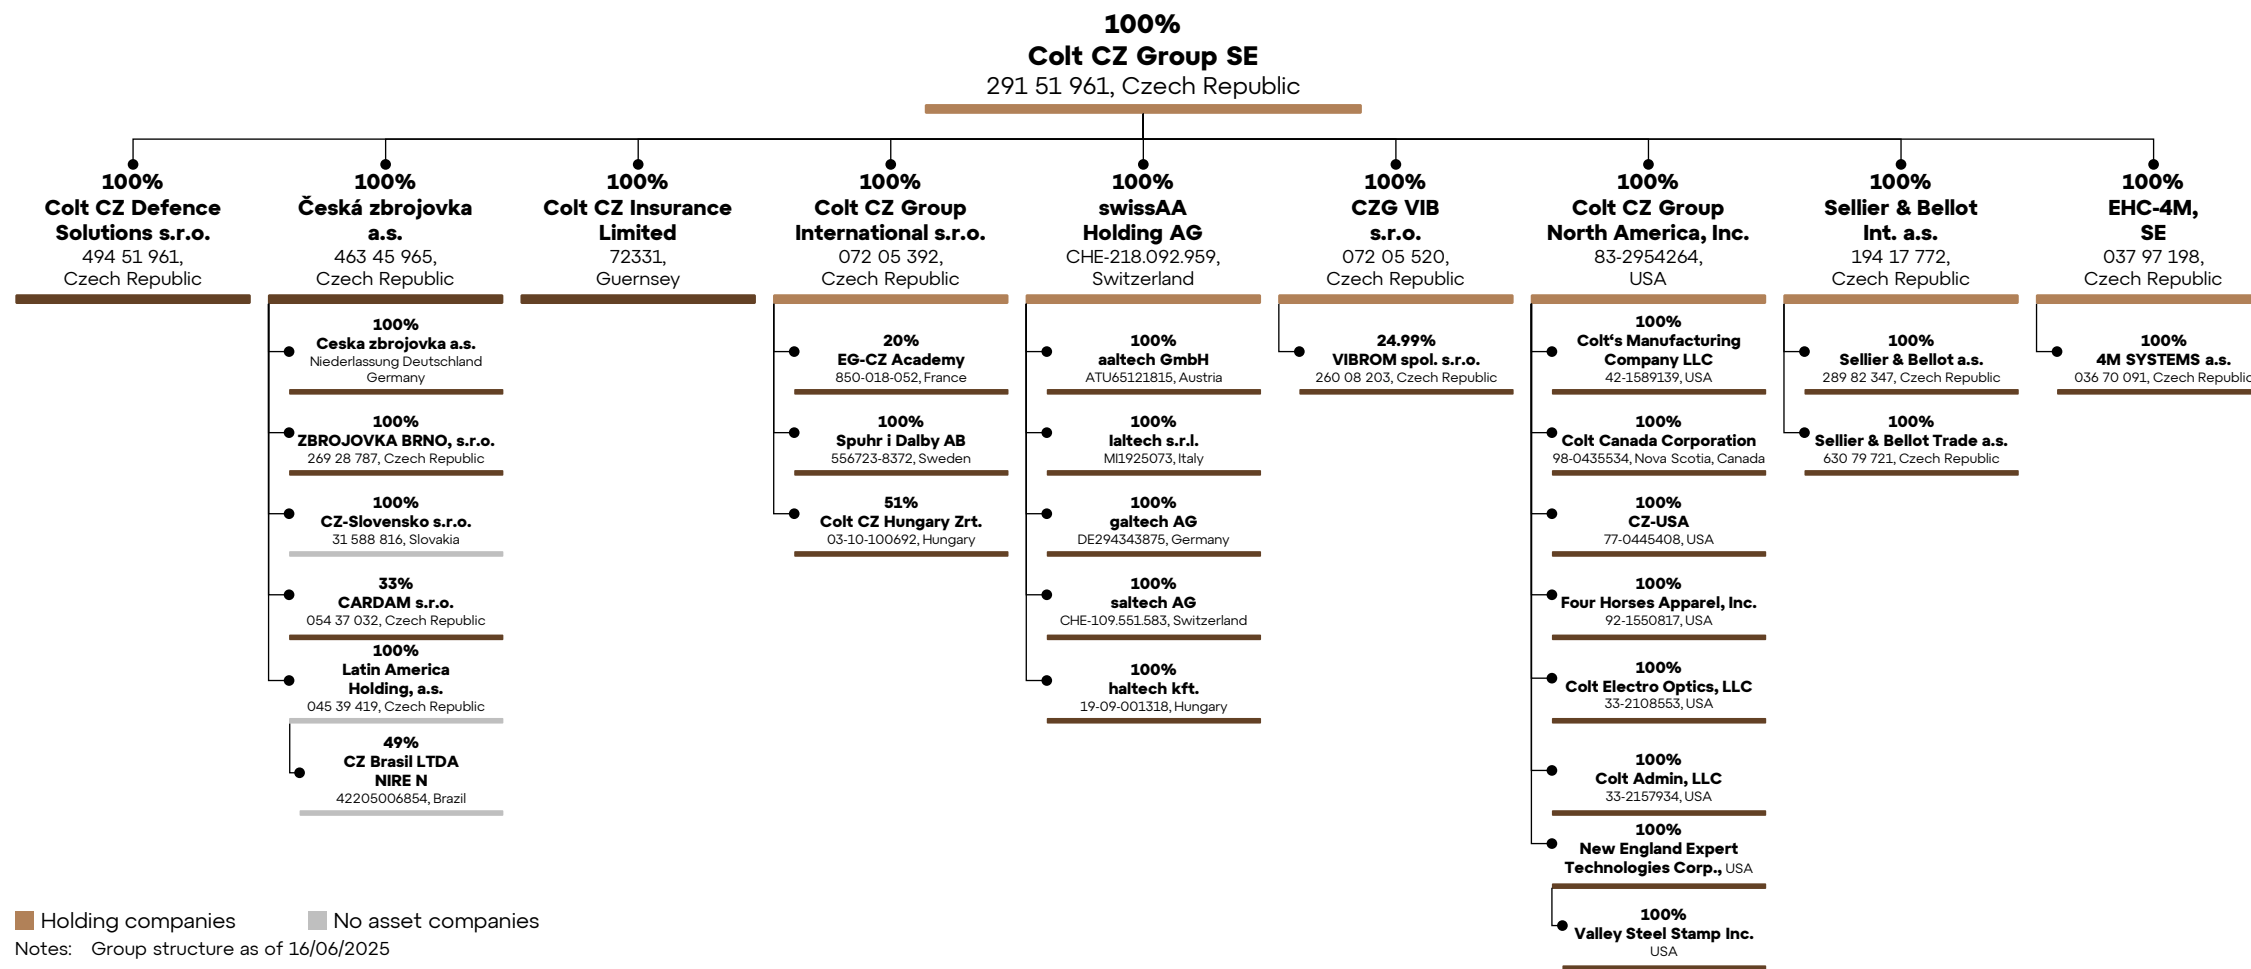 100%
Colt CZ Group SE
291 51 961, Czech Republic
100%
Colt CZ Defence
Solutions s.r.o.
494 51 961,
Czech Republic
100%
Česká zbrojovka
a.s.
463 45 965,
Czech Republic
100%
Ceska zbrojovka a.s.
Niederlassung Deutschland
Germany
100%
ZBROJOVKA BRNO, s.r.o.
269 28 787, Czech Republic
100%
CZ-Slovensko s.r.o.
31 588 816, Slovakia
33%
CARDAM s.r.o.
054 37 032, Czech Republic
100%
Latin America
Holding, a.s.
045 39 419, Czech Republic
49%
CZ Brasil LTDA
NIRE N
42205006854, Brazil
100%
Colt CZ Insurance
Limited
72331,
Guernsey
100%
Colt CZ Group
International s.r.o.
072 05 392,
Czech Republic
20%
EG-CZ Academy
850-018-052, France
100%
Spuhr i Dalby AB
556723-8372, Sweden
51%
Colt CZ Hungary Zrt.
03-10-100692, Hungary
100%
swissAA
Holding AG
CHE-218.092.959,
Switzerland
100%
aaltech GmbH
ATU65121815, Austria
100%
Ialtech s.r.l.
MI1925073, Italy
100%
galtech AG
DE294343875, Germany
100%
saltech AG
CHE-109.551.583, Switzerland
100%
haltech kft.
19-09-001318, Hungary
100%
CZG VIB
s.r.o.
072 05 520,
Czech Republic
24.99%
VIBROM spol. s.r.o.
260 08 203, Czech Republic
100%
Colt CZ Group
North America, Inc.
83-2954264,
USA
100%
Colt‘s Manufacturing
Company LLC
42-1589139, USA
100%
Colt Canada Corporation
98-0435534, Nova Scotia, Canada
100%
CZ-USA
77-0445408, USA
100%
Four Horses Apparel, Inc.
92-1550817, USA
100%
Colt Electro Optics, LLC
33-2108553, USA
100%
Colt Admin, LLC
33-2157934, USA
100%
New England Expert
Technologies Corp., USA
100%
Valley Steel Stamp Inc.
USA
100%
Sellier & Bellot
Int. a.s.
194 17 772,
Czech Republic
100%
Sellier & Bellot a.s.
289 82 347, Czech Republic
100%
Sellier & Bellot Trade a.s.
630 79 721, Czech Republic
100%
EHC-4M,
SE
037 97 198,
Czech Republic
100%
4M SYSTEMS a.s.
036 70 091, Czech Republic
Holding companies
No asset companies
Notes: Group structure as of 16/06/2025